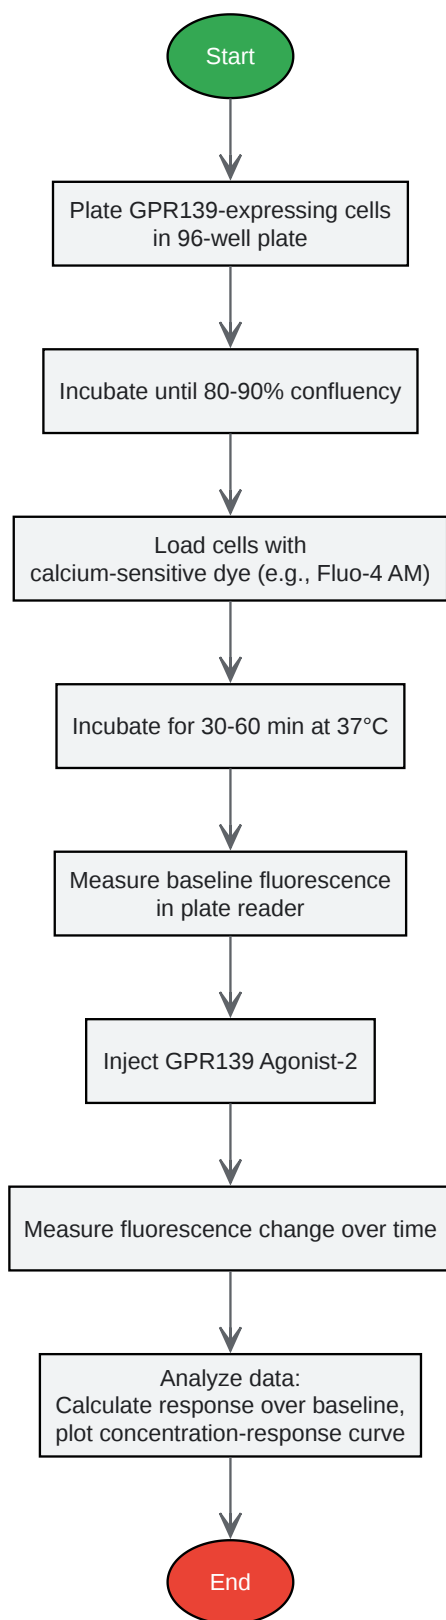 Start
Plate GPR139-expressing cells
in 96-well plate
Incubate until 80-90% confluency
Load cells with
calcium-sensitive dye (e.g., Fluo-4 AM)
Incubate for 30-60 min at 37°C
Measure baseline fluorescence
in plate reader
Inject GPR139 Agonist-2
Measure fluorescence change over time
Analyze data:
Calculate response over baseline,
plot concentration-response curve
End